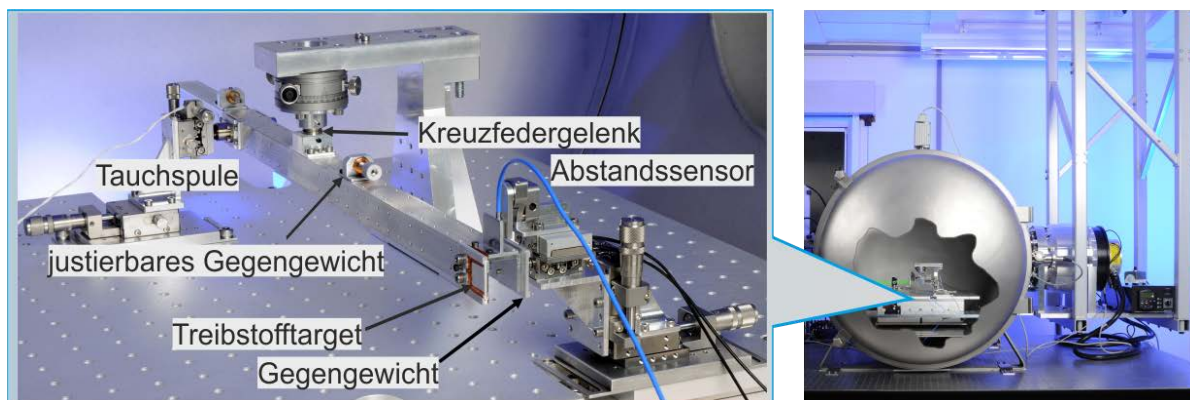 Kreuzfedergelenk
Abstandssensor
Tauchspule
justierbares Gegengewicht
Treibstofftarget
Gegengewicht